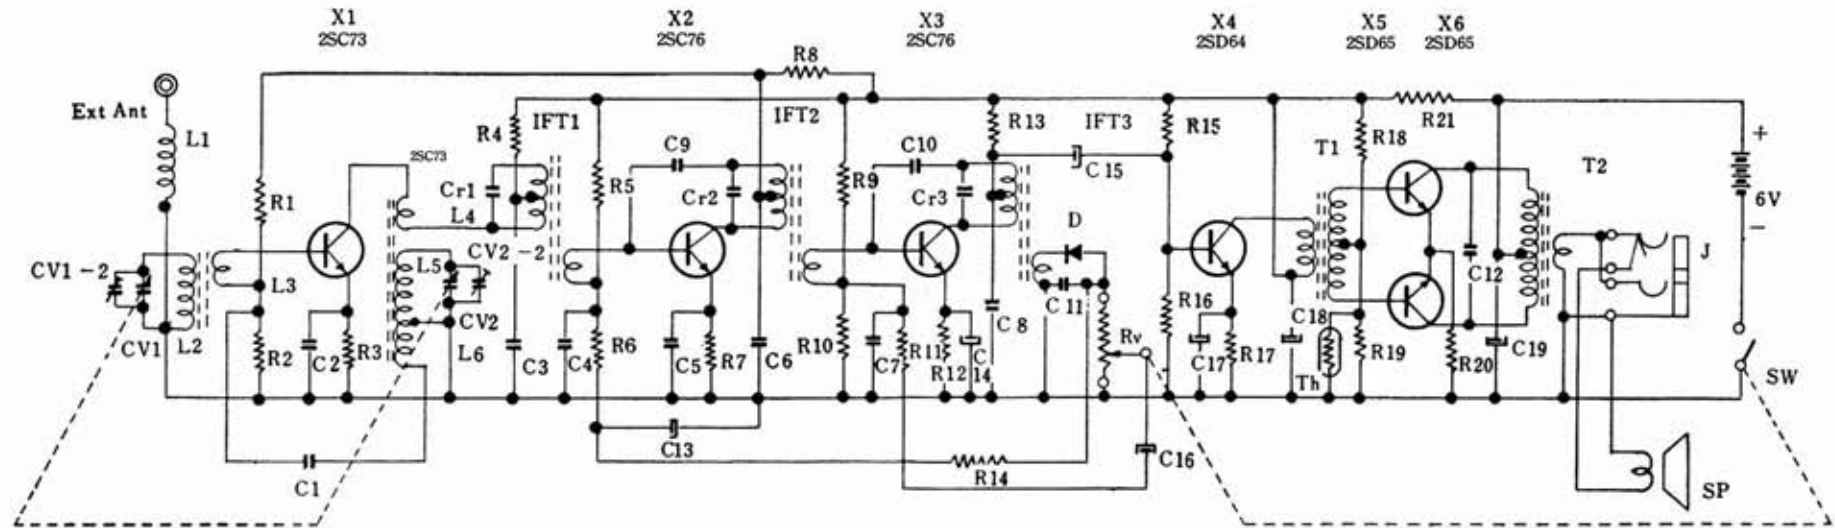 X1
2SC73
X2
2SC76
X3
2SC76
X4
2SD64
X5
2SD65
X6
2SD65
Ext Ant
L1
R1
R4
IFT1
C9
R8
IFT2
C10
R13
IFT3
C15
R15
R18
R21
T1
T2
+
6V
−
2SC73
Cr1
L4
R5
Cr2
R9
Cr3
D
CV1-2
L3
L5
CV2-2
CV2
L6
CV1
L2
R2
C2
R3
C3
C4
R6
C5
R7
C6
R10
C7
R11
R12
C14
C8
C11
Rv
R16
C17
R17
C18
Th
R19
R20
C12
C19
J
SW
C1
C13
R14
C16
SP